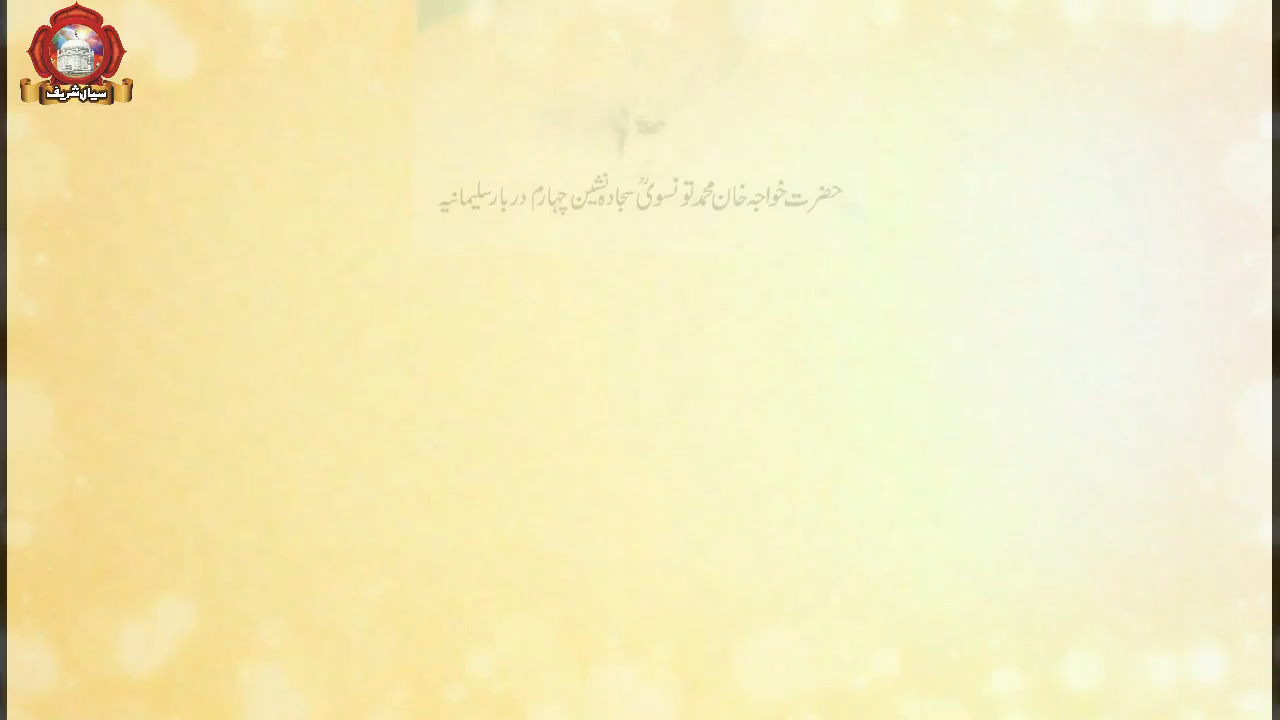 سیال شریف
حضرت خواجہ خان محمد تونسویؒ سجادہ نشین چہارم دربار سلیمانیہ